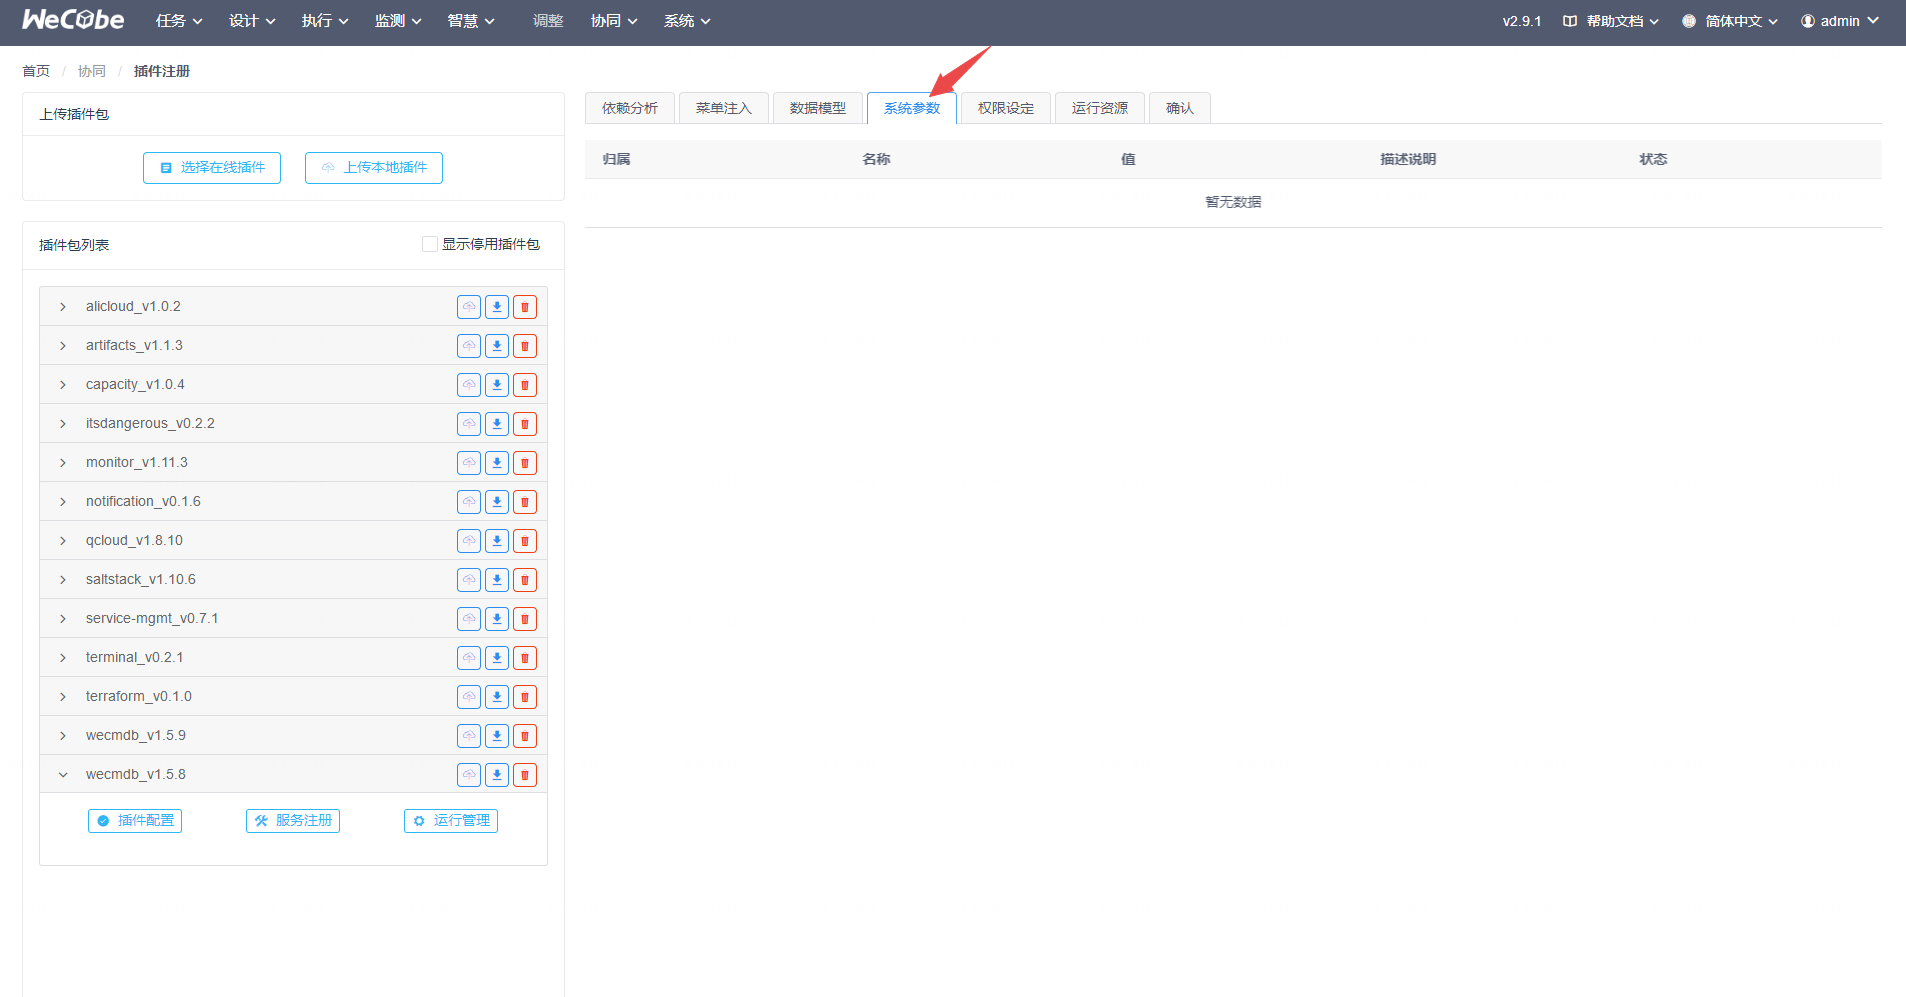 WeCube 任务 设计 执行 监测 智慧 调整 协同 系统 v2.9.1 帮助文档 简体中文 admin
首页 / 协同 / 插件注册
上传插件包
选择在线插件 上传本地插件
插件包列表 显示停用插件包
alicloud_v1.0.2
artifacts_v1.1.3
capacity_v1.0.4
itsdangerous_v0.2.2
monitor_v1.11.3
notification_v0.1.6
qcloud_v1.8.10
saltstack_v1.10.6
service-mgmt_v0.7.1
terminal_v0.2.1
terraform_v0.1.0
wecmdb_v1.5.9
wecmdb_v1.5.8
插件配置 服务注册 运行管理
依赖分析 菜单注入 数据模型 系统参数 权限设定 运行资源 确认
归属 名称 值 描述说明 状态
暂无数据